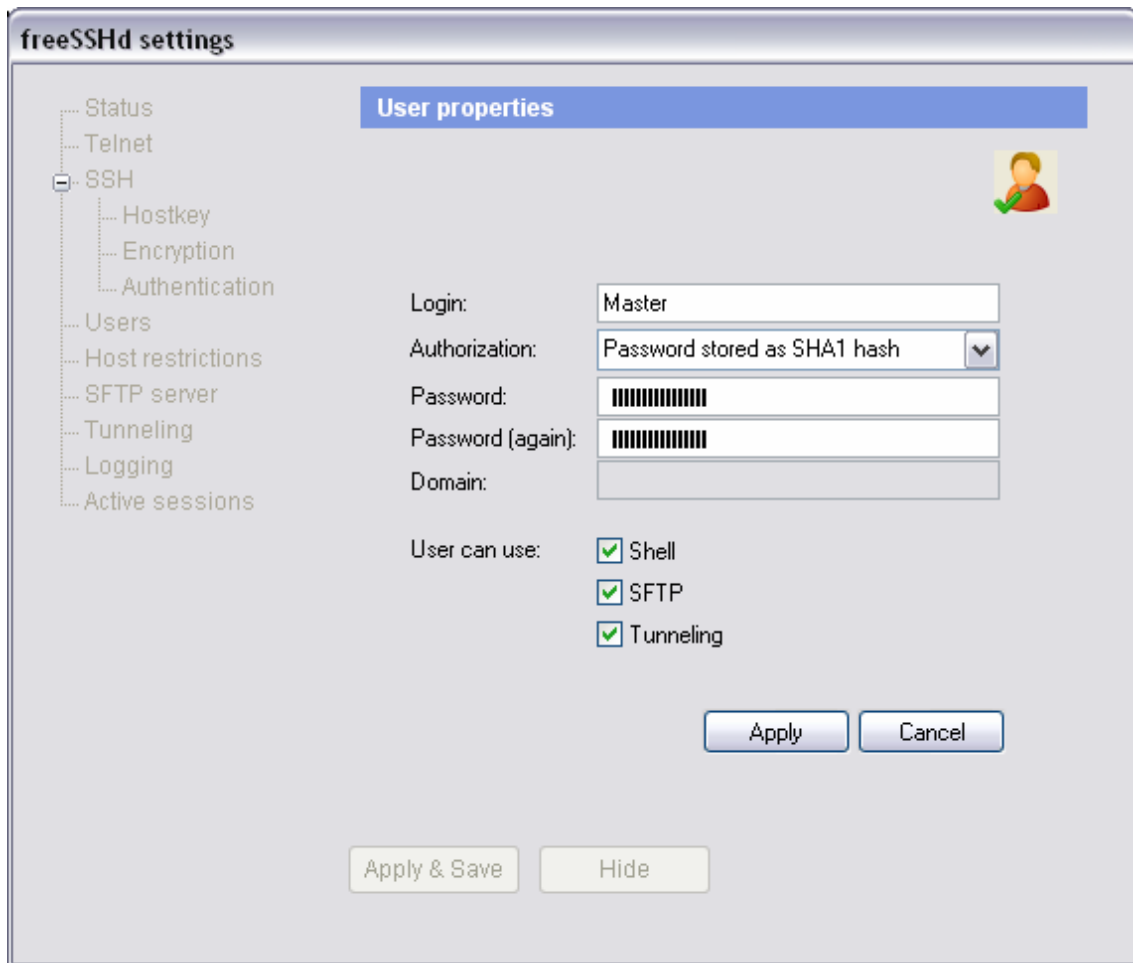 freeSSHd settings
Status
Telnet
SSH
Hostkey
Encryption
Authentication
Users
Host restrictions
SFTP server
Tunneling
Logging
Active sessions
User properties
Login: Master
Authorization: Password stored as SHA1 hash
Password:
Password (again):
Domain:
User can use: Shell
SFTP
Tunneling
Apply Cancel
Apply & Save Hide